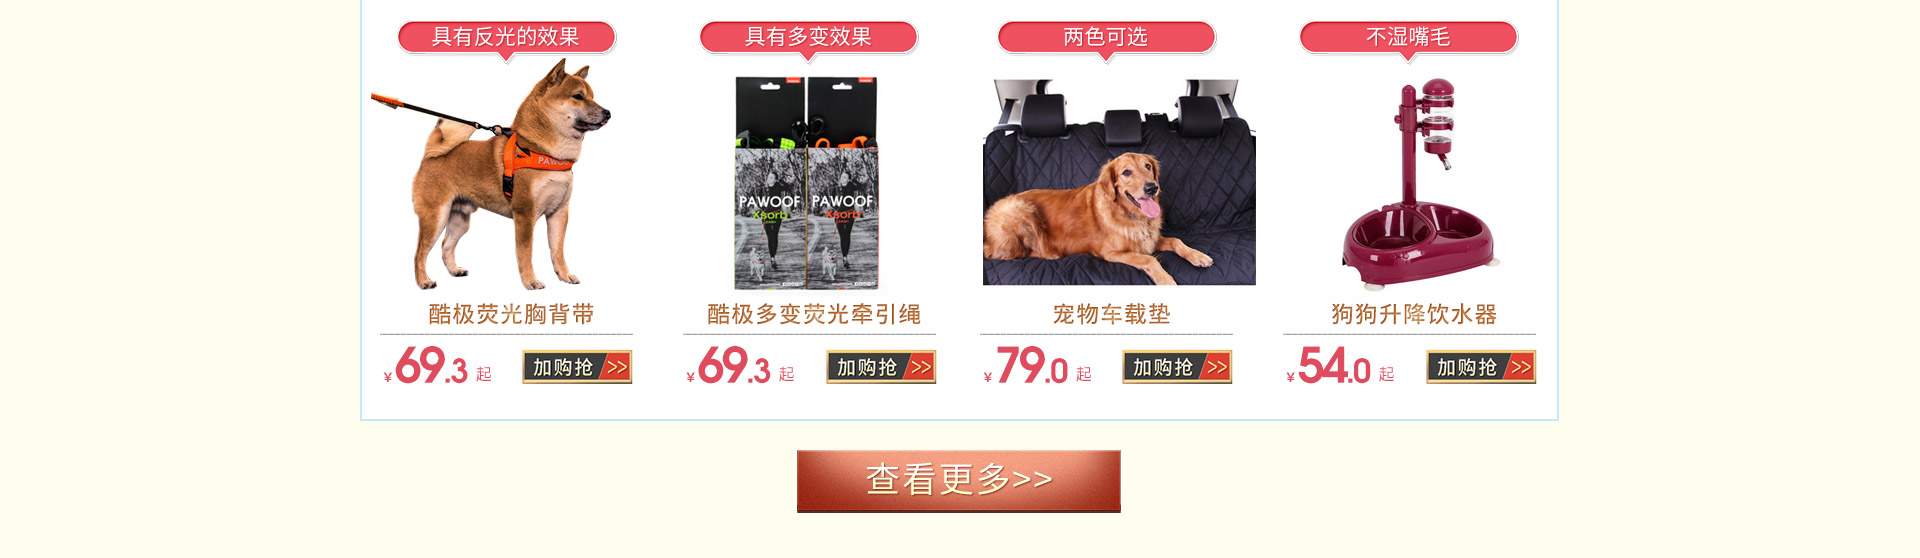 具有反光的效果
具有多变效果
两色可选
不湿嘴毛
PAWOOF
PAWOOF
Xsorb
PAWOOF
Xsorb
酷极荧光胸背带
酷极多变荧光牵引绳
宠物车载垫
狗狗升降饮水器
¥69.3起
加购抢>>
¥69.3起
加购抢>>
¥79.0起
加购抢>>
¥54.0起
加购抢>>
查看更多>>